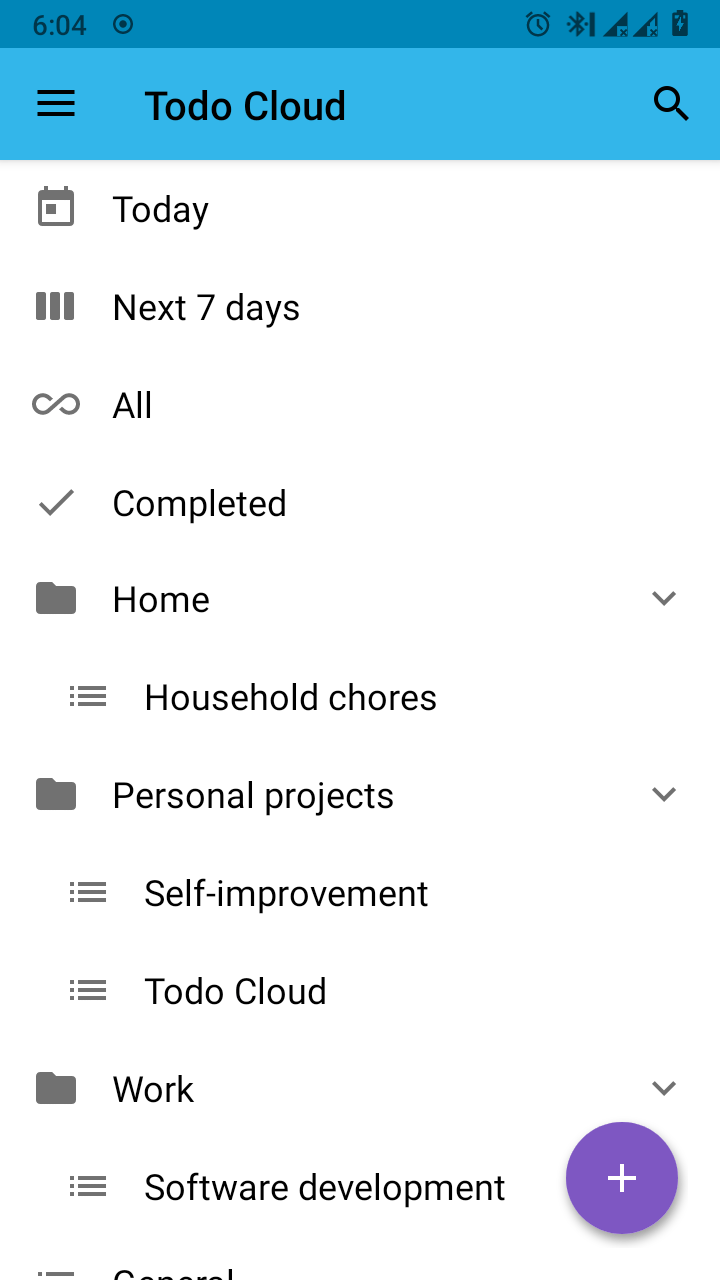 6:04
Todo Cloud
Today
Next 7 days
All
Completed
Home
Household chores
Personal projects
Self-improvement
Todo Cloud
Work
Software development
General